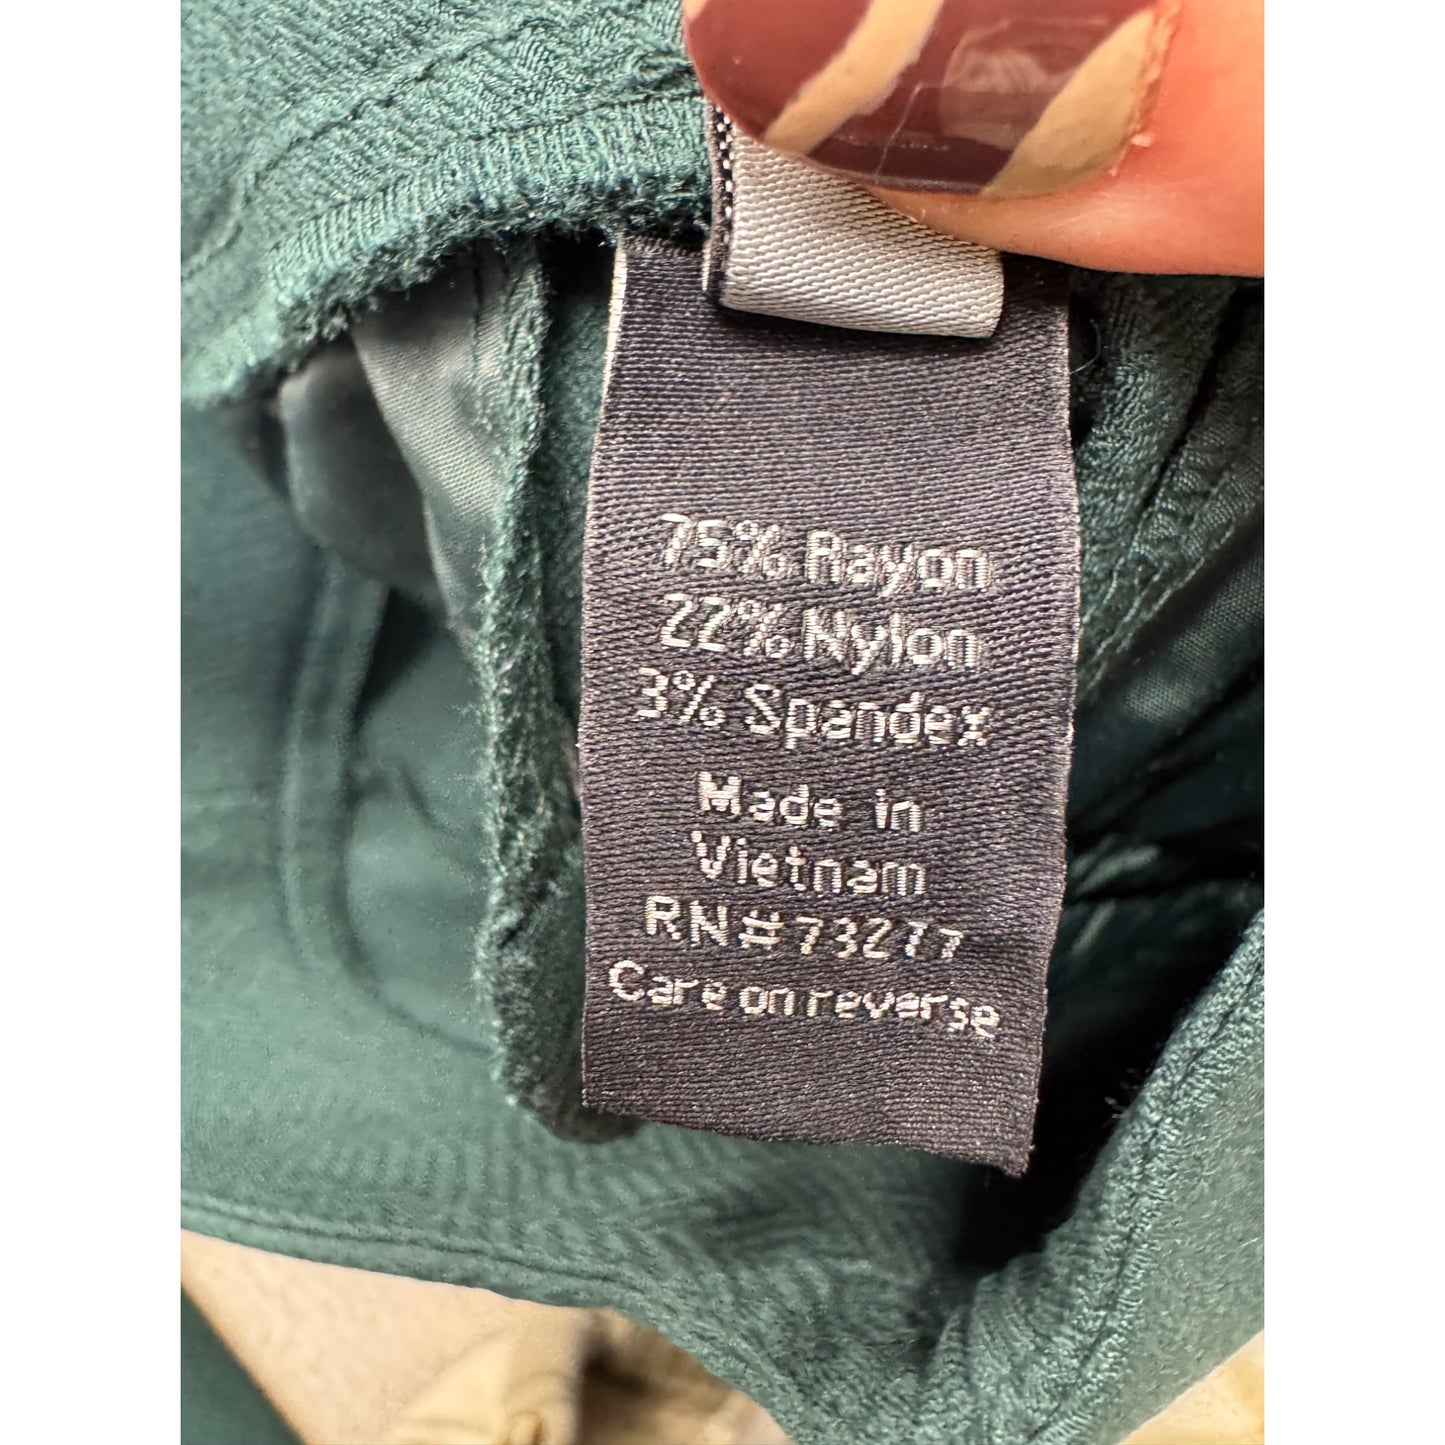 75% Rayon
22% Nylon
3% Spandex
Made in
Vietnam
RN#73277
Care on reverse